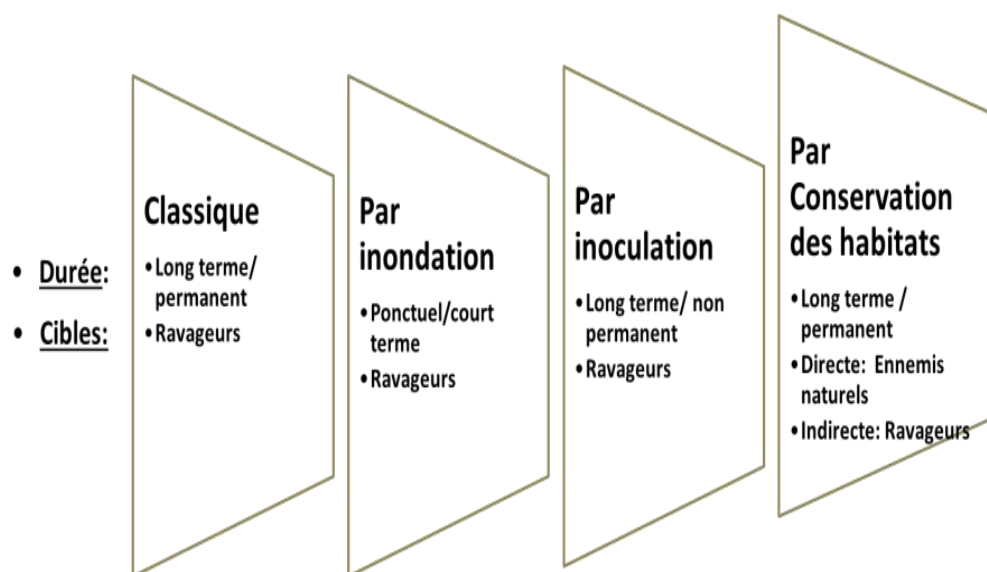 • Durée:
• Cibles:
Classique
•Long terme/
permanent
•Ravageurs
Par
inondation
•Ponctuel/court
terme
•Ravageurs
Par
inoculation
•Long terme/ non
permanent
•Ravageurs
Par
Conservation
des habitats
•Long terme /
permanent
•Directe: Ennemis
naturels
•Indirecte: Ravageurs